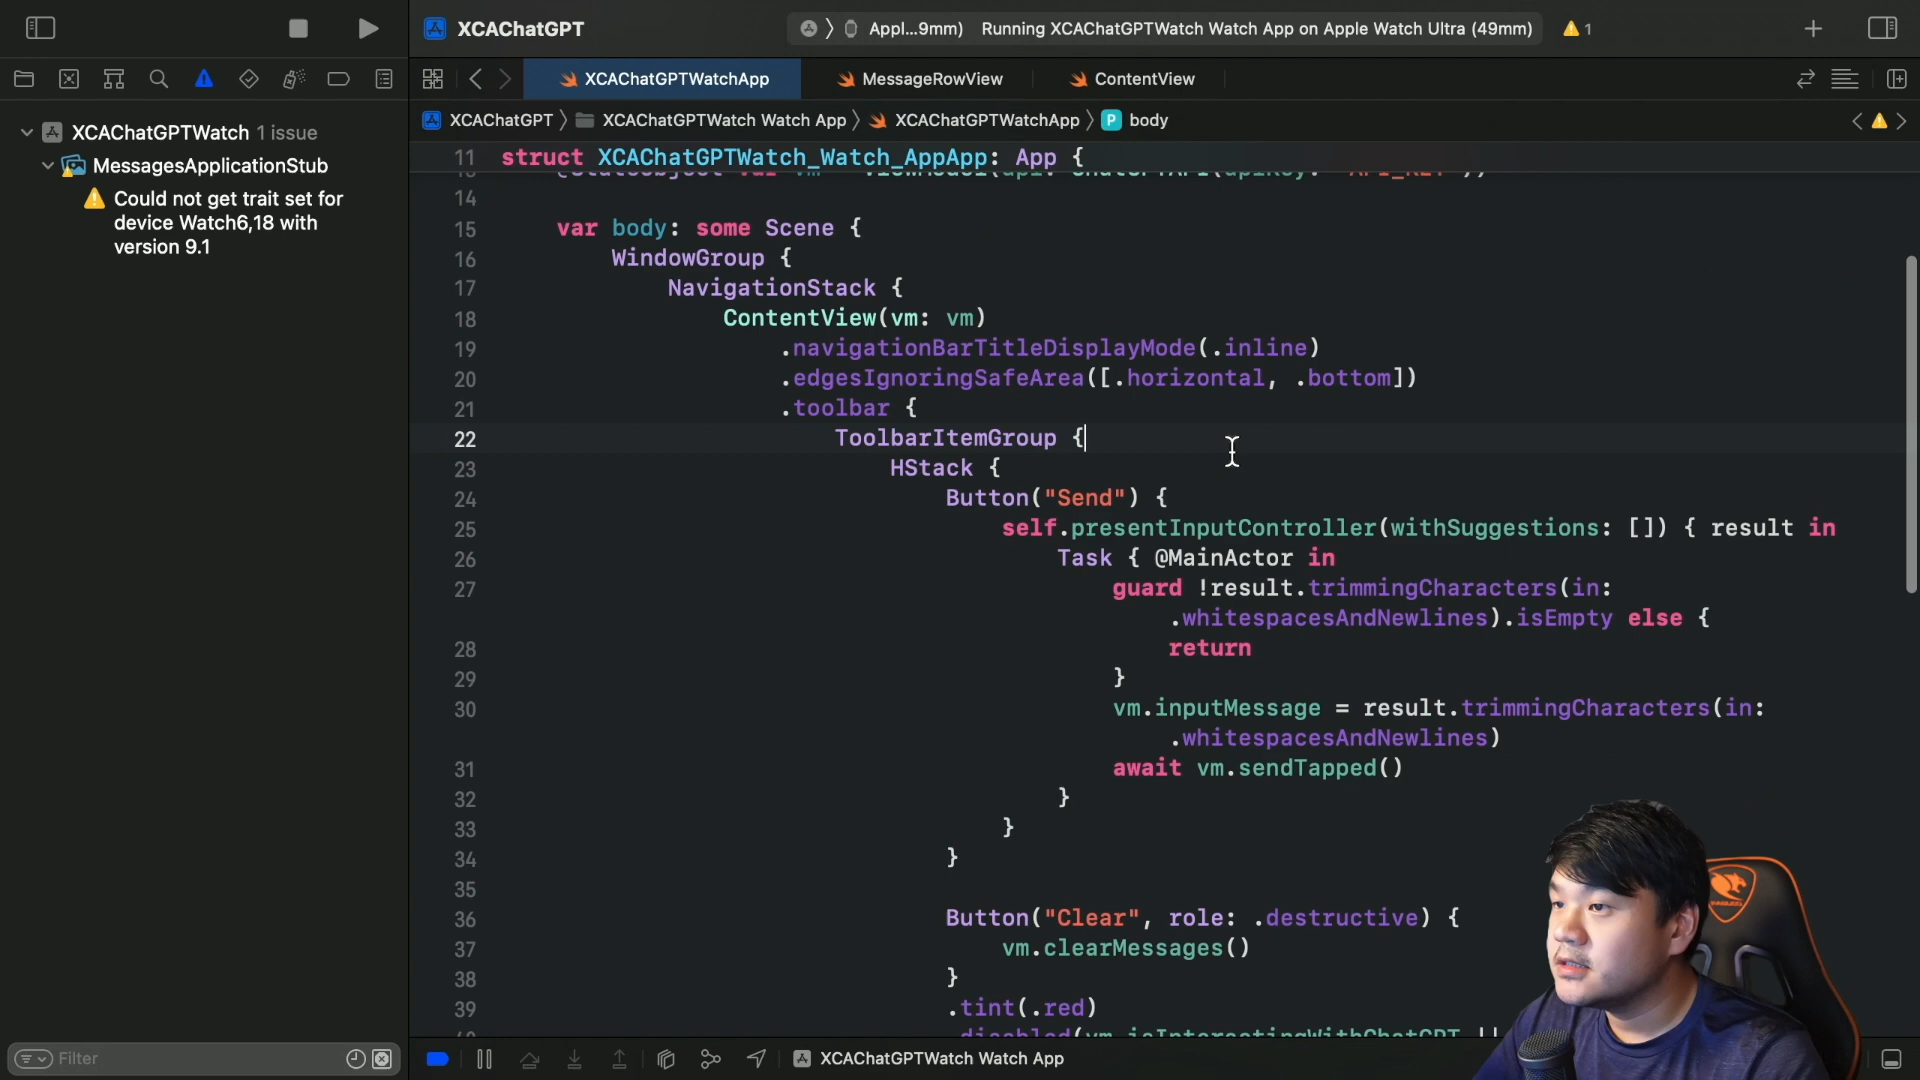 XCAChatGPT
Appl...9mm) Running XCAChatGPTWatch Watch App on Apple Watch Ultra (49mm) 1
XCAChatGPTWatchApp MessageRowView ContentView
XCAChatGPT XCAChatGPTWatch Watch App XCAChatGPTWatchApp P body
XCAChatGPTWatch 1 issue
MessagesApplicationStub
Could not get trait set for
device Watch6,18 with
version 9.1
11 struct XCAChatGPTWatch_Watch_AppApp: App {
14
15 var body: some Scene {
16 WindowGroup {
17 NavigationStack {
18 ContentView(vm: vm)
19 .navigationBarTitleDisplayMode(.inline)
20 .edgesIgnoringSafeArea([.horizontal, .bottom])
21 .toolbar {
22 ToolbarItemGroup {
23 HStack {
24 Button("Send") {
25 self.presentInputController(withSuggestions: []) { result in
26 Task { @MainActor in
27 guard !result.trimmingCharacters(in:
.whitespacesAndNewlines).isEmpty else {
28 return
29 }
30 vm.inputMessage = result.trimmingCharacters(in:
.whitespacesAndNewlines)
31 await vm.sendTapped()
32 }
33 }
34 }
35
36 Button("Clear", role: .destructive) {
37 vm.clearMessages()
38 }
39 .tint(.red)
Filter
XCAChatGPTWatch Watch App